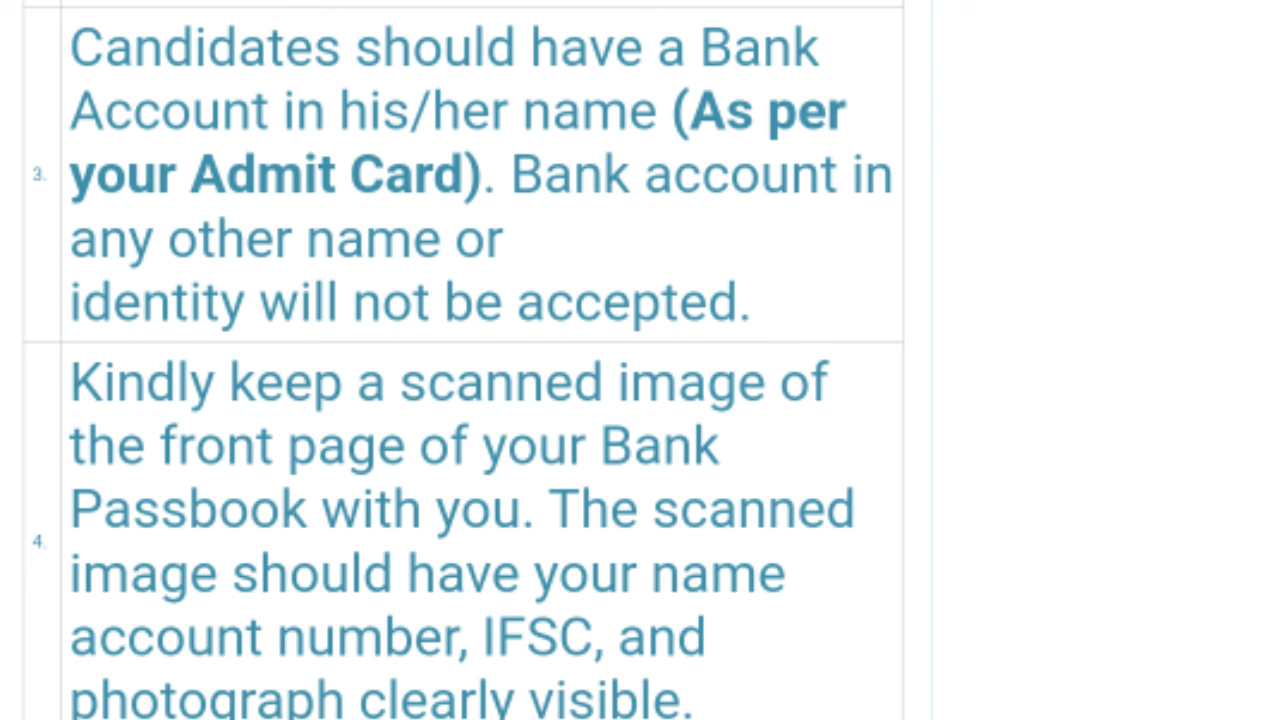 Candidates should have a Bank
Account in his/her name (As per
3. your Admit Card). Bank account in
any other name or
identity will not be accepted.
Kindly keep a scanned image of
the front page of your Bank
Passbook with you. The scanned
4.
image should have your name
account number, IFSC, and
photograph clearly visible.